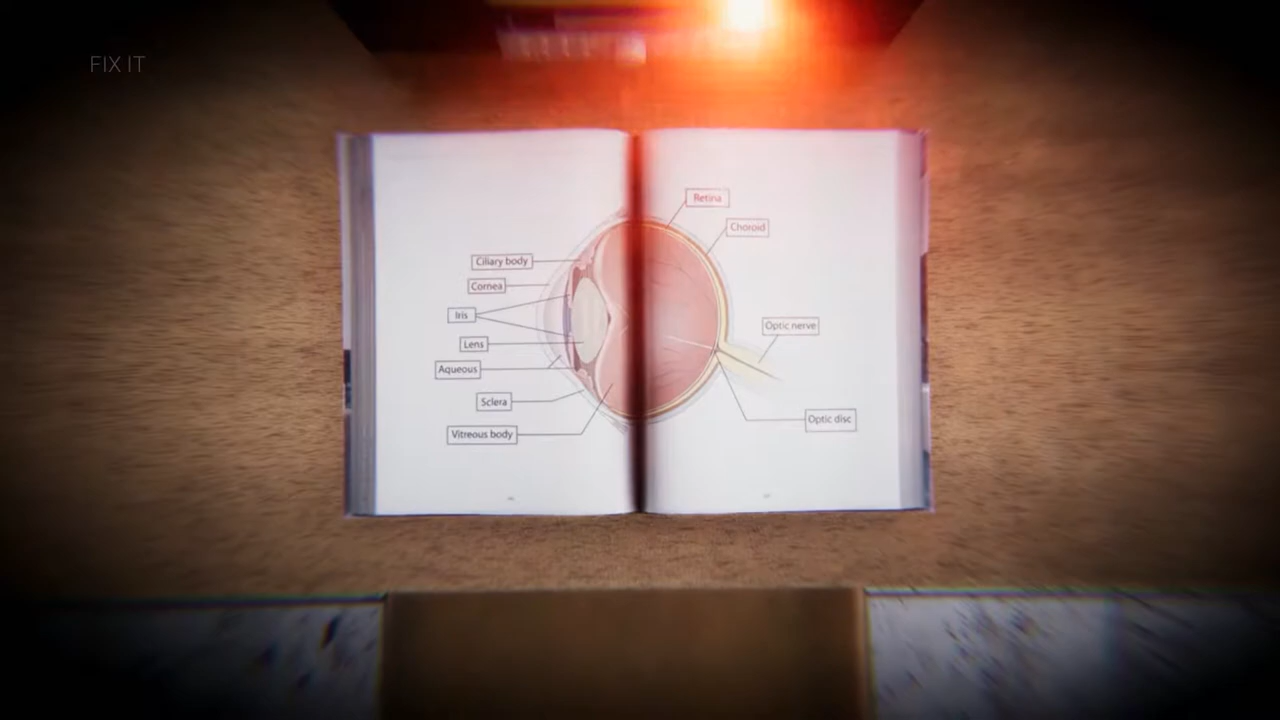 FIX IT
Retina
Choroid
Ciliary body
Cornea
Iris
Optic nerve
Lens
Aqueous
Sclera
Optic disc
Vitreous body